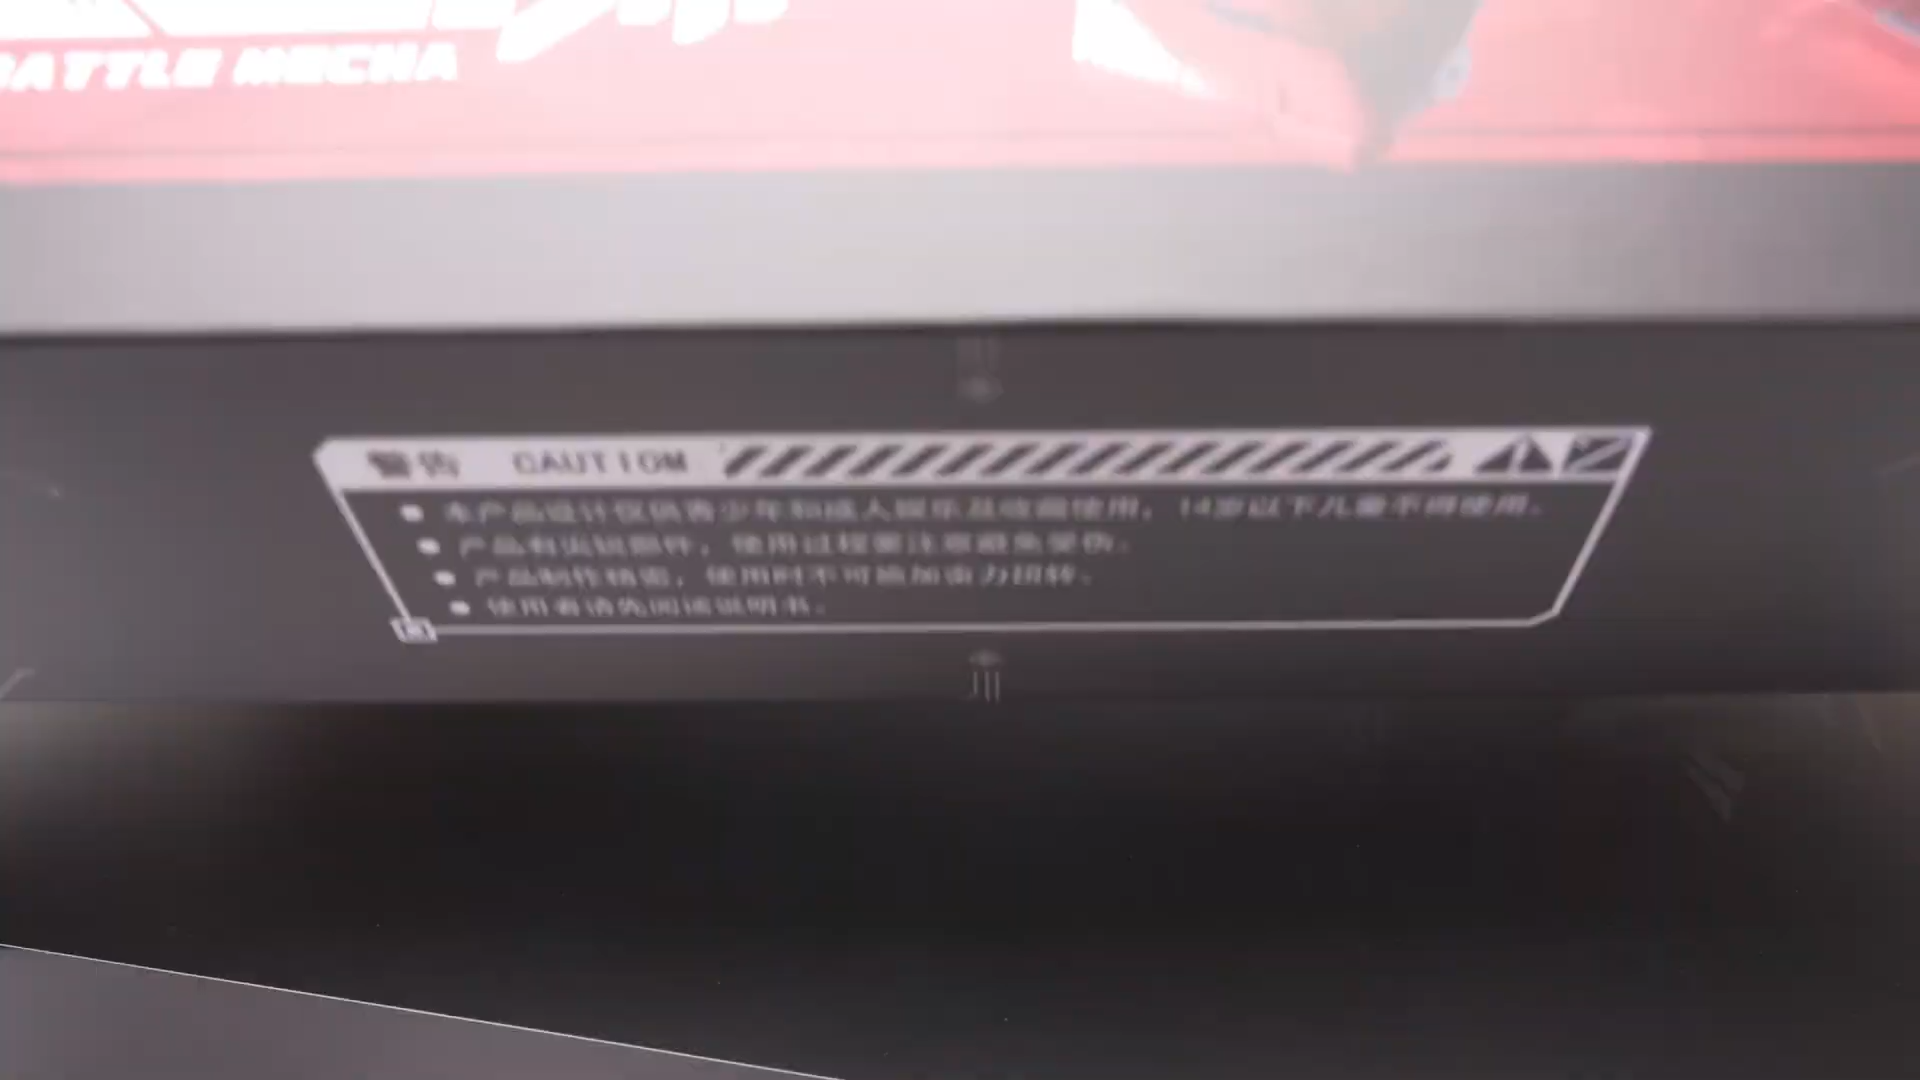 BATTLE MECHA
警告 CAUTION
本产品设计仅供青少年和成人娱乐及收藏使用，14岁以下儿童不得使用。
产品有尖锐部件，使用过程要注意避免受伤。
产品制作精密，使用时不可施加蛮力扭转。
使用者请先阅读说明书。